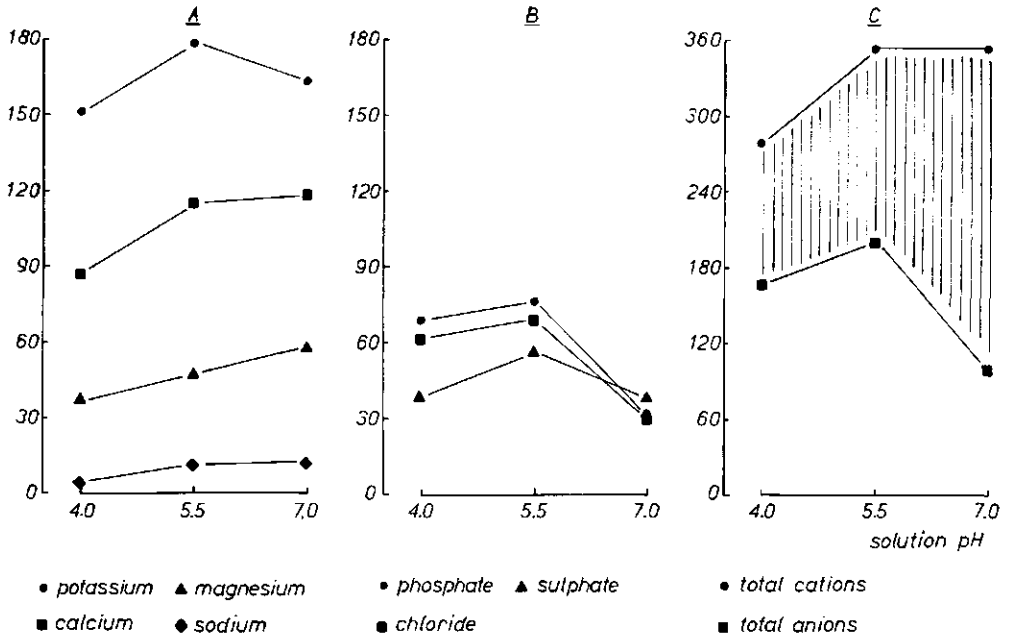 A B C
180 180 360
150 150 300
120 120 240
90 90 180
60 60 120
30 30 60
0 0 0
4.0 5.5 7.0 4.0 5.5 7.0 4.0 5.5 7.0
solution pH
potassium magnesium phosphate sulphate total cations
calcium sodium chloride total anions